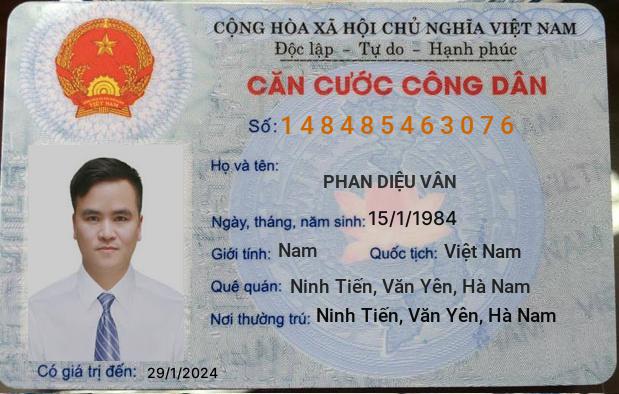 CỘNG HÒA XÃ HỘI CHỦ NGHĨA VIỆT NAM
Độc lập - Tự do - Hạnh phúc
CĂN CƯỚC CÔNG DÂN
Số: 148485463076
Họ và tên:
PHAN DIỆU VÂN
Ngày, tháng, năm sinh: 15/1/1984
Giới tính: Nam Quốc tịch: Việt Nam
Quê quán: Ninh Tiến, Văn Yên, Hà Nam
Nơi thường trú: Ninh Tiến, Văn Yên, Hà Nam
Có giá trị đến: 29/1/2024
VIỆT NAM